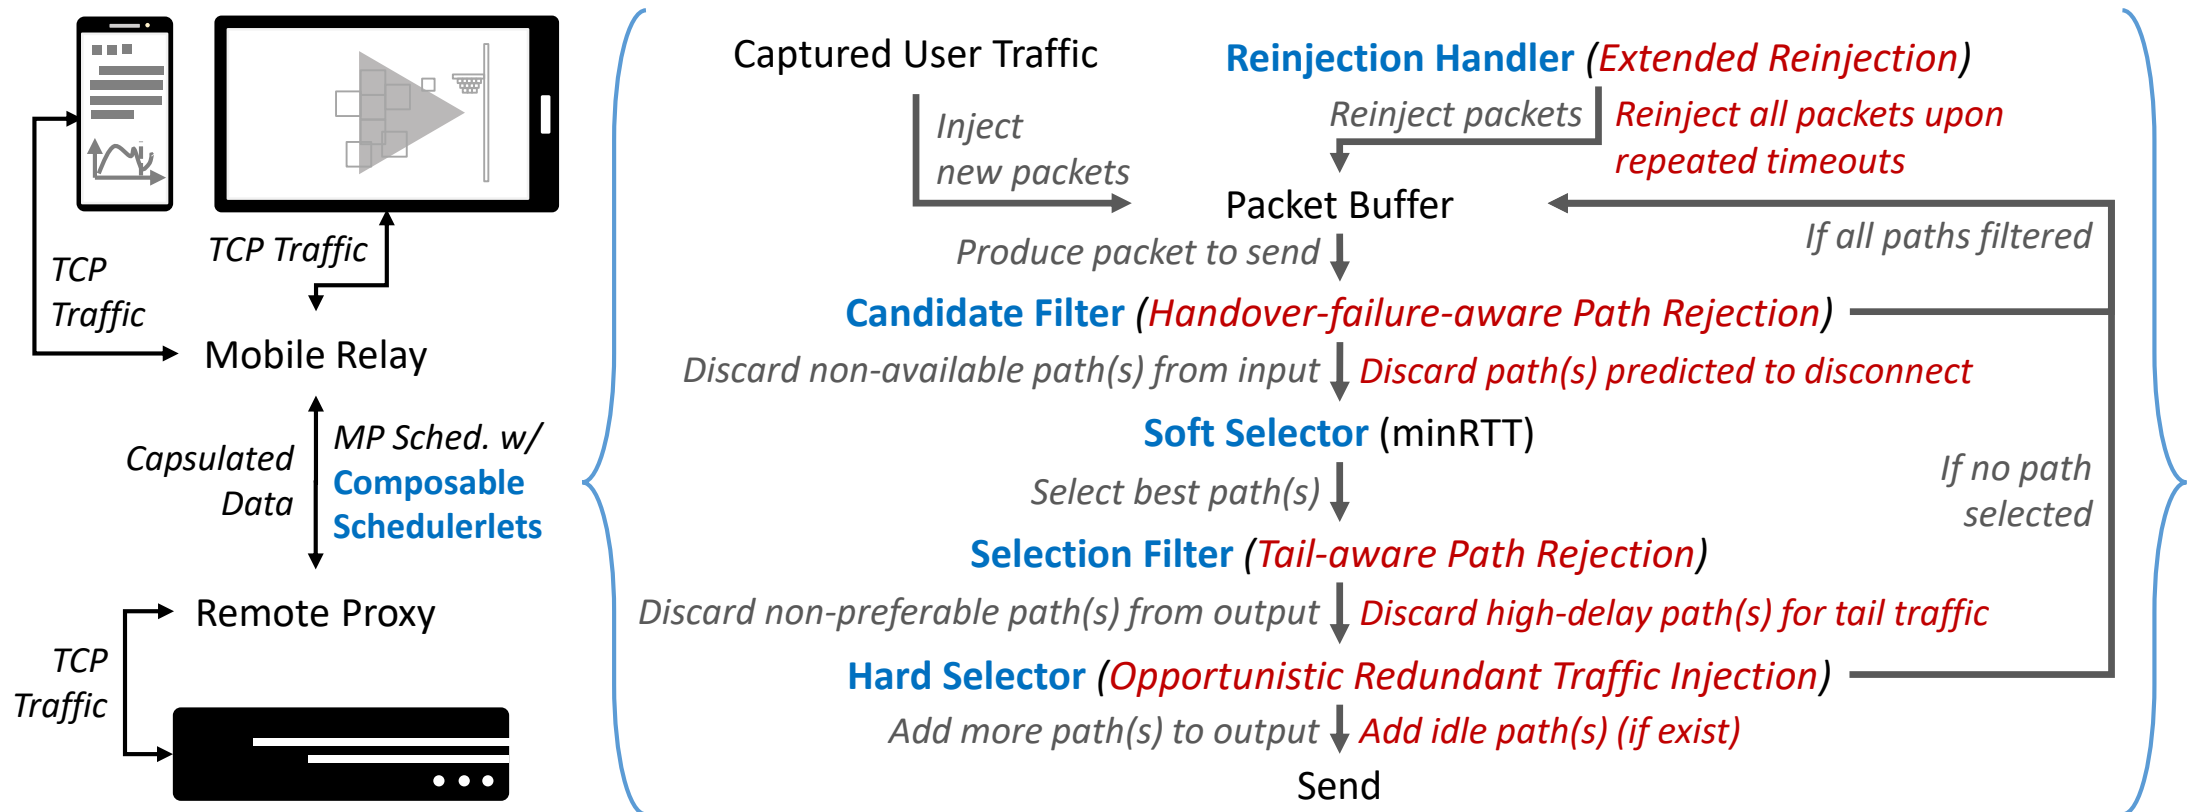 TCP Traffic
TCP
Traffic
Mobile Relay
Capsulated
Data
MP Sched. w/
Composable
Schedulerlets
Remote Proxy
TCP
Traffic
Captured User Traffic
Reinjection Handler (Extended Reinjection)
Inject
new packets
Reinject packets
Reinject all packets upon
repeated timeouts
Packet Buffer
If all paths filtered
Produce packet to send
Candidate Filter (Handover-failure-aware Path Rejection)
Discard non-available path(s) from input
Discard path(s) predicted to disconnect
Soft Selector (minRTT)
Select best path(s)
If no path
selected
Selection Filter (Tail-aware Path Rejection)
Discard non-preferable path(s) from output
Discard high-delay path(s) for tail traffic
Hard Selector (Opportunistic Redundant Traffic Injection)
Add more path(s) to output
Add idle path(s) (if exist)
Send